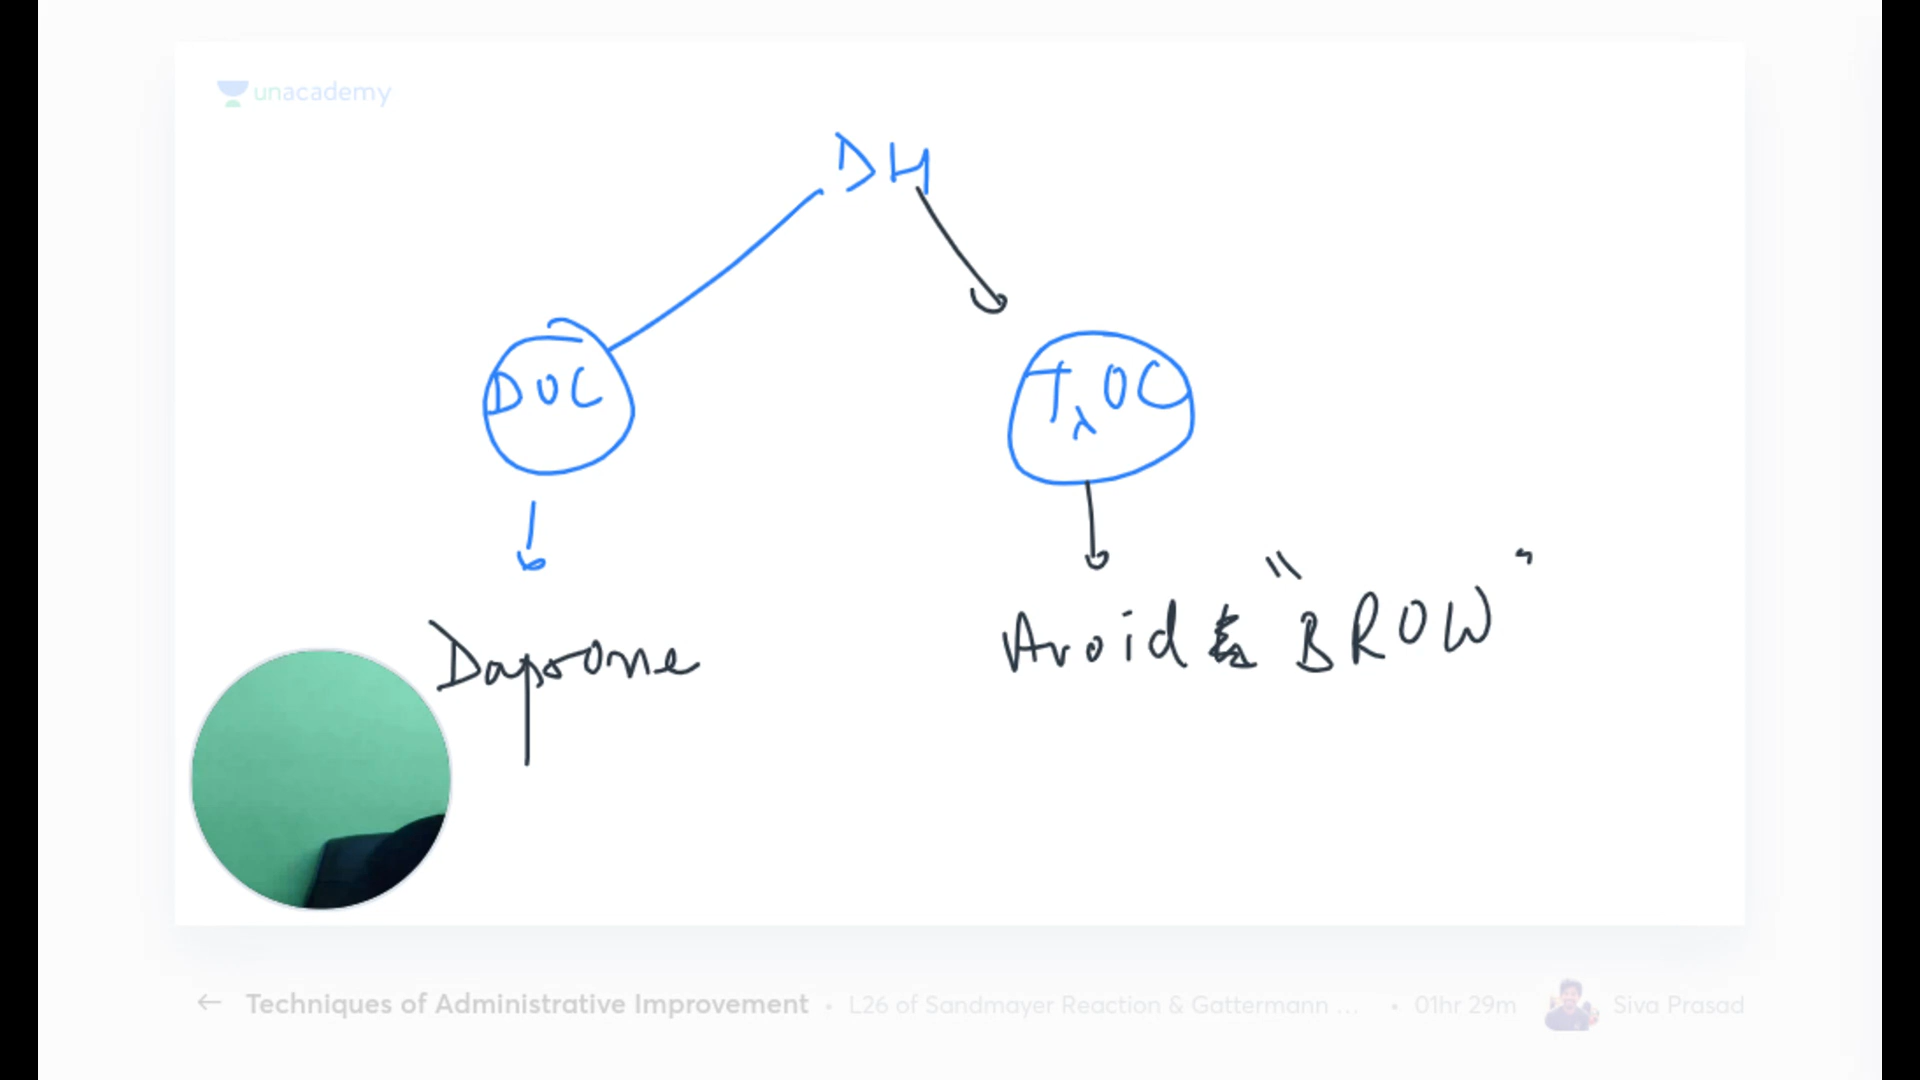 unacademy
DH
DOC
TxOC
Dapsone
Avoid "BROW"
← Techniques of Administrative Improvement • L26 of Sandmayer Reaction & Gattermann ... • 01hr 29m Siva Prasad